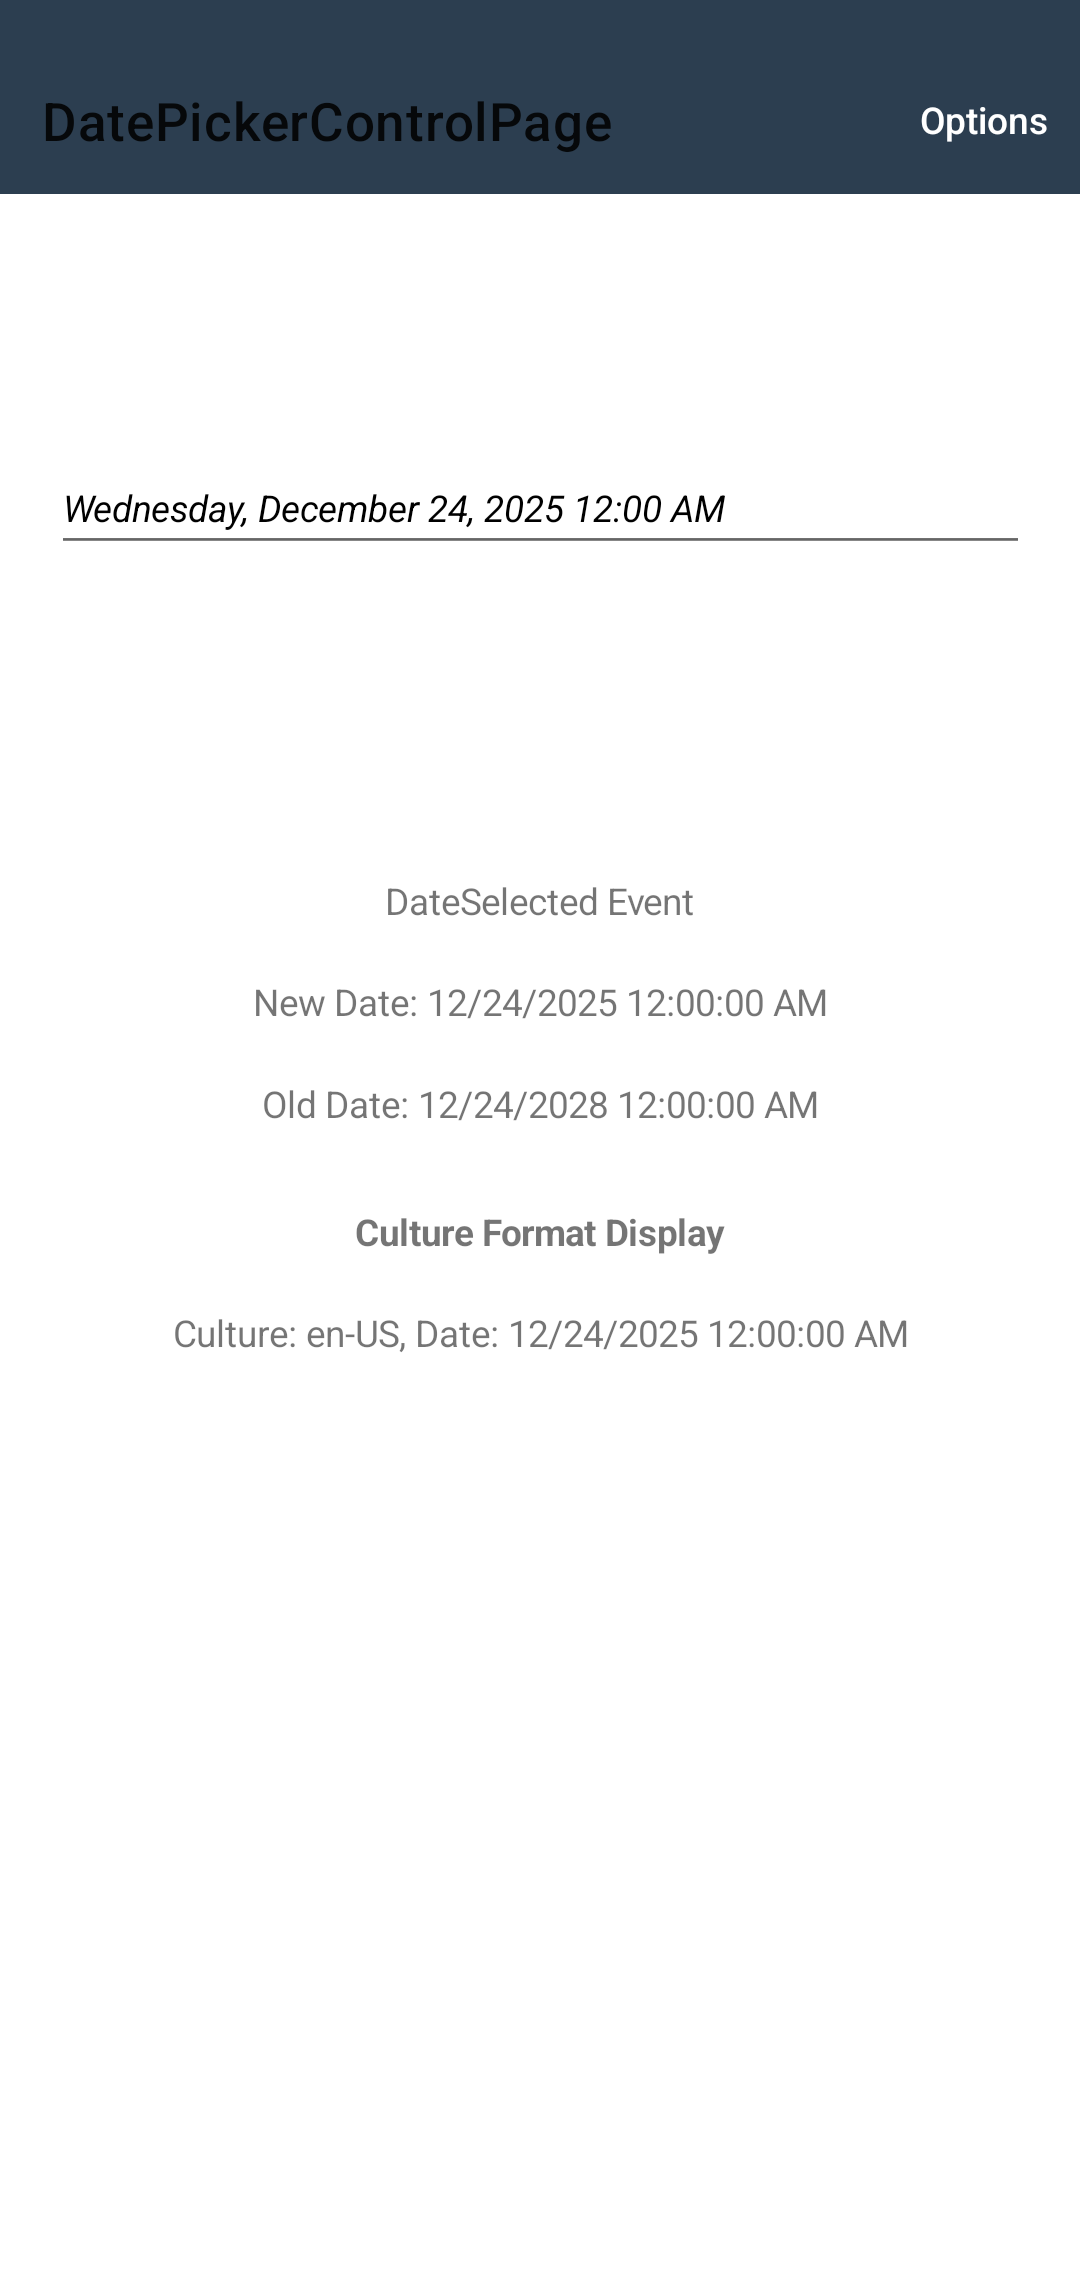 DatePickerControlPage
Options
Wednesday, December 24, 2025 12:00 AM
DateSelected Event
New Date: 12/24/2025 12:00:00 AM
Old Date: 12/24/2028 12:00:00 AM
Culture Format Display
Culture: en-US, Date: 12/24/2025 12:00:00 AM